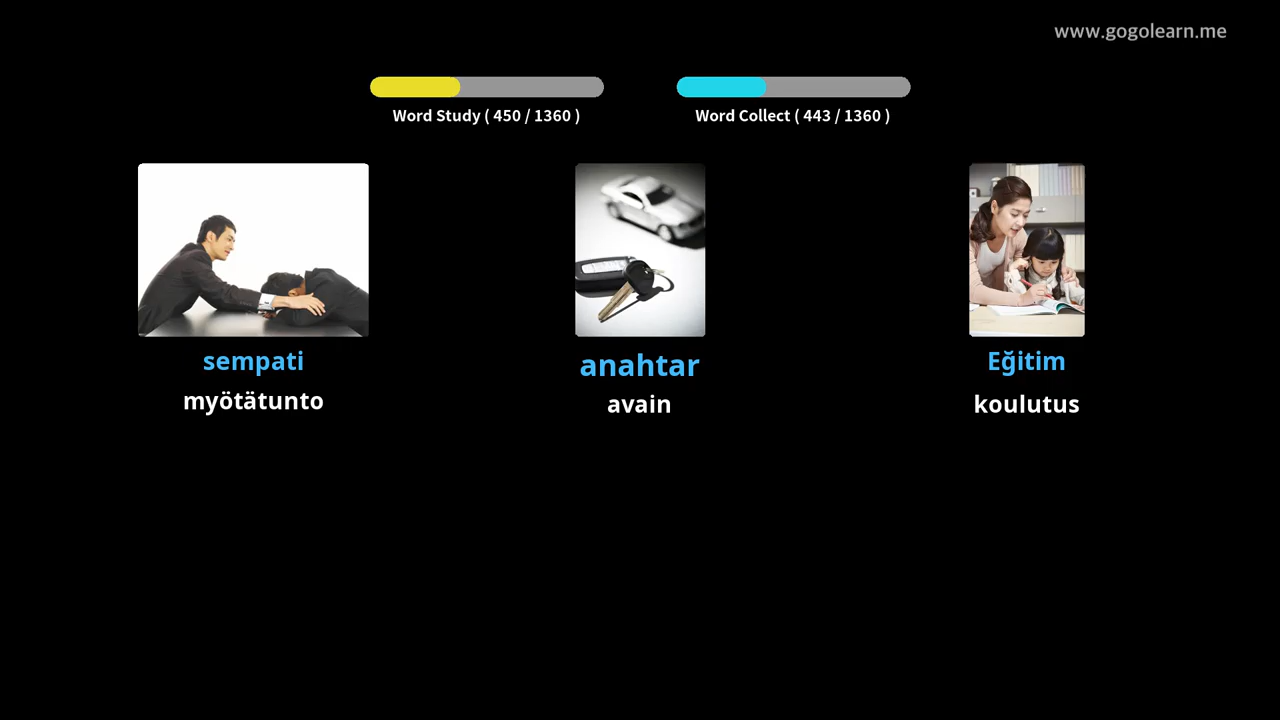 www.gogolearn.me
Word Study ( 450 / 1360 )
Word Collect ( 443 / 1360 )
sempati
anahtar
Eğitim
myötätunto
avain
koulutus